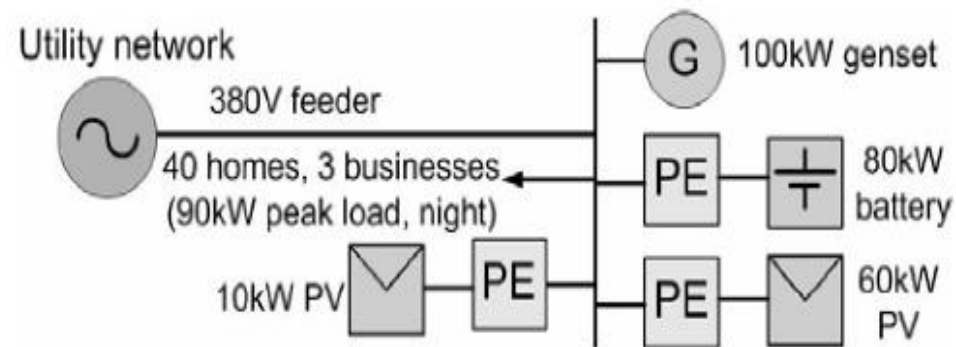 Utility network
380V feeder
40 homes, 3 businesses
(90kW peak load, night)
10kW PV
PE
G
100kW genset
PE
80kW
battery
PE
60kW
PV